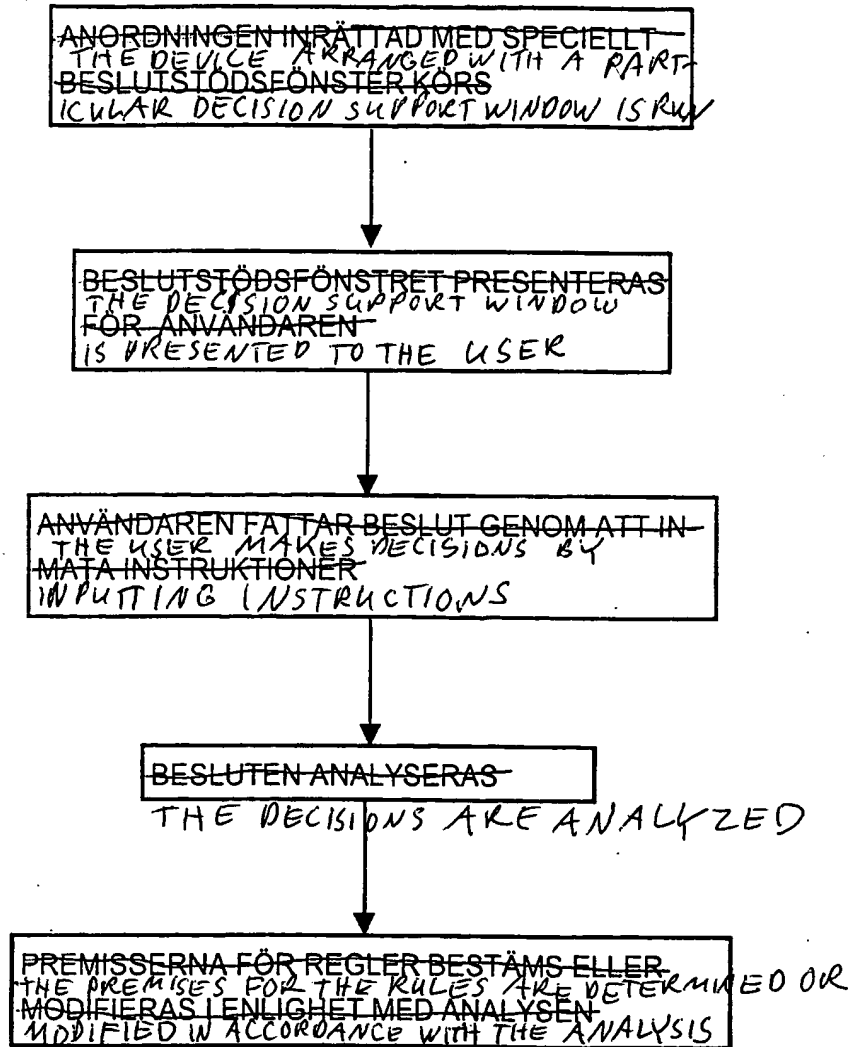 ANORDNINGEN INRÄTTAD MED SPECIELLT
THE DEVICE ARRANGED WITH A PART-
BESLUTSTÖDSFÖNSTER KÖRS
ICULAR DECISION SUPPORT WINDOW IS RUN
BESLUTSTÖDSFÖNSTRET PRESENTERAS
THE DECISION SUPPORT WINDOW
FÖR ANVÄNDAREN
IS PRESENTED TO THE USER
ANVÄNDAREN FATTAR BESLUT GENOM ATT IN
THE USER MAKES DECISIONS BY
MATA INSTRUKTIONER
INPUTTING INSTRUCTIONS
BESLUTEN ANALYSERAS
THE DECISIONS ARE ANALYZED
PREMISSERNA FÖR REGLER BESTÄMS ELLER
THE PREMISES FOR THE RULES ARE DETERMINED OR
MODIFIERAS I ENLIGHET MED ANALYSEN
MODIFIED IN ACCORDANCE WITH THE ANALYSIS